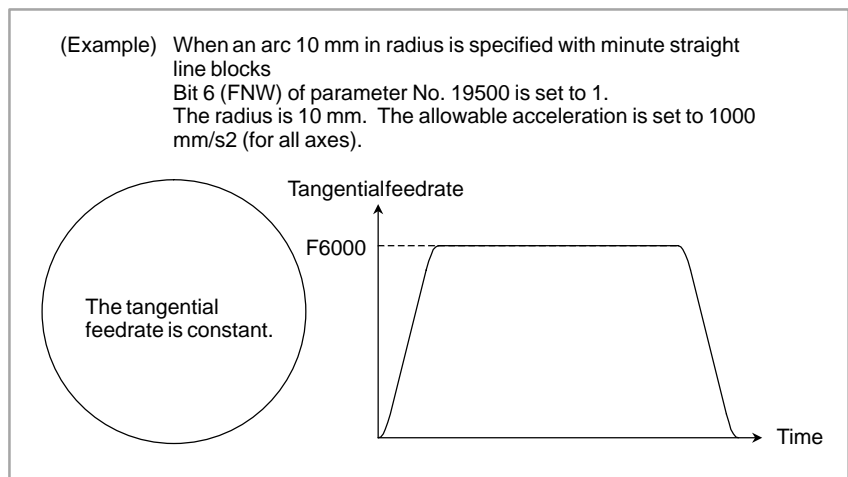 (Example) When an arc 10 mm in radius is specified with minute straight
line blocks
Bit 6 (FNW) of parameter No. 19500 is set to 1.
The radius is 10 mm. The allowable acceleration is set to 1000
mm/s2 (for all axes).
Tangentialfeedrate
F6000
The tangential
feedrate is constant.
Time